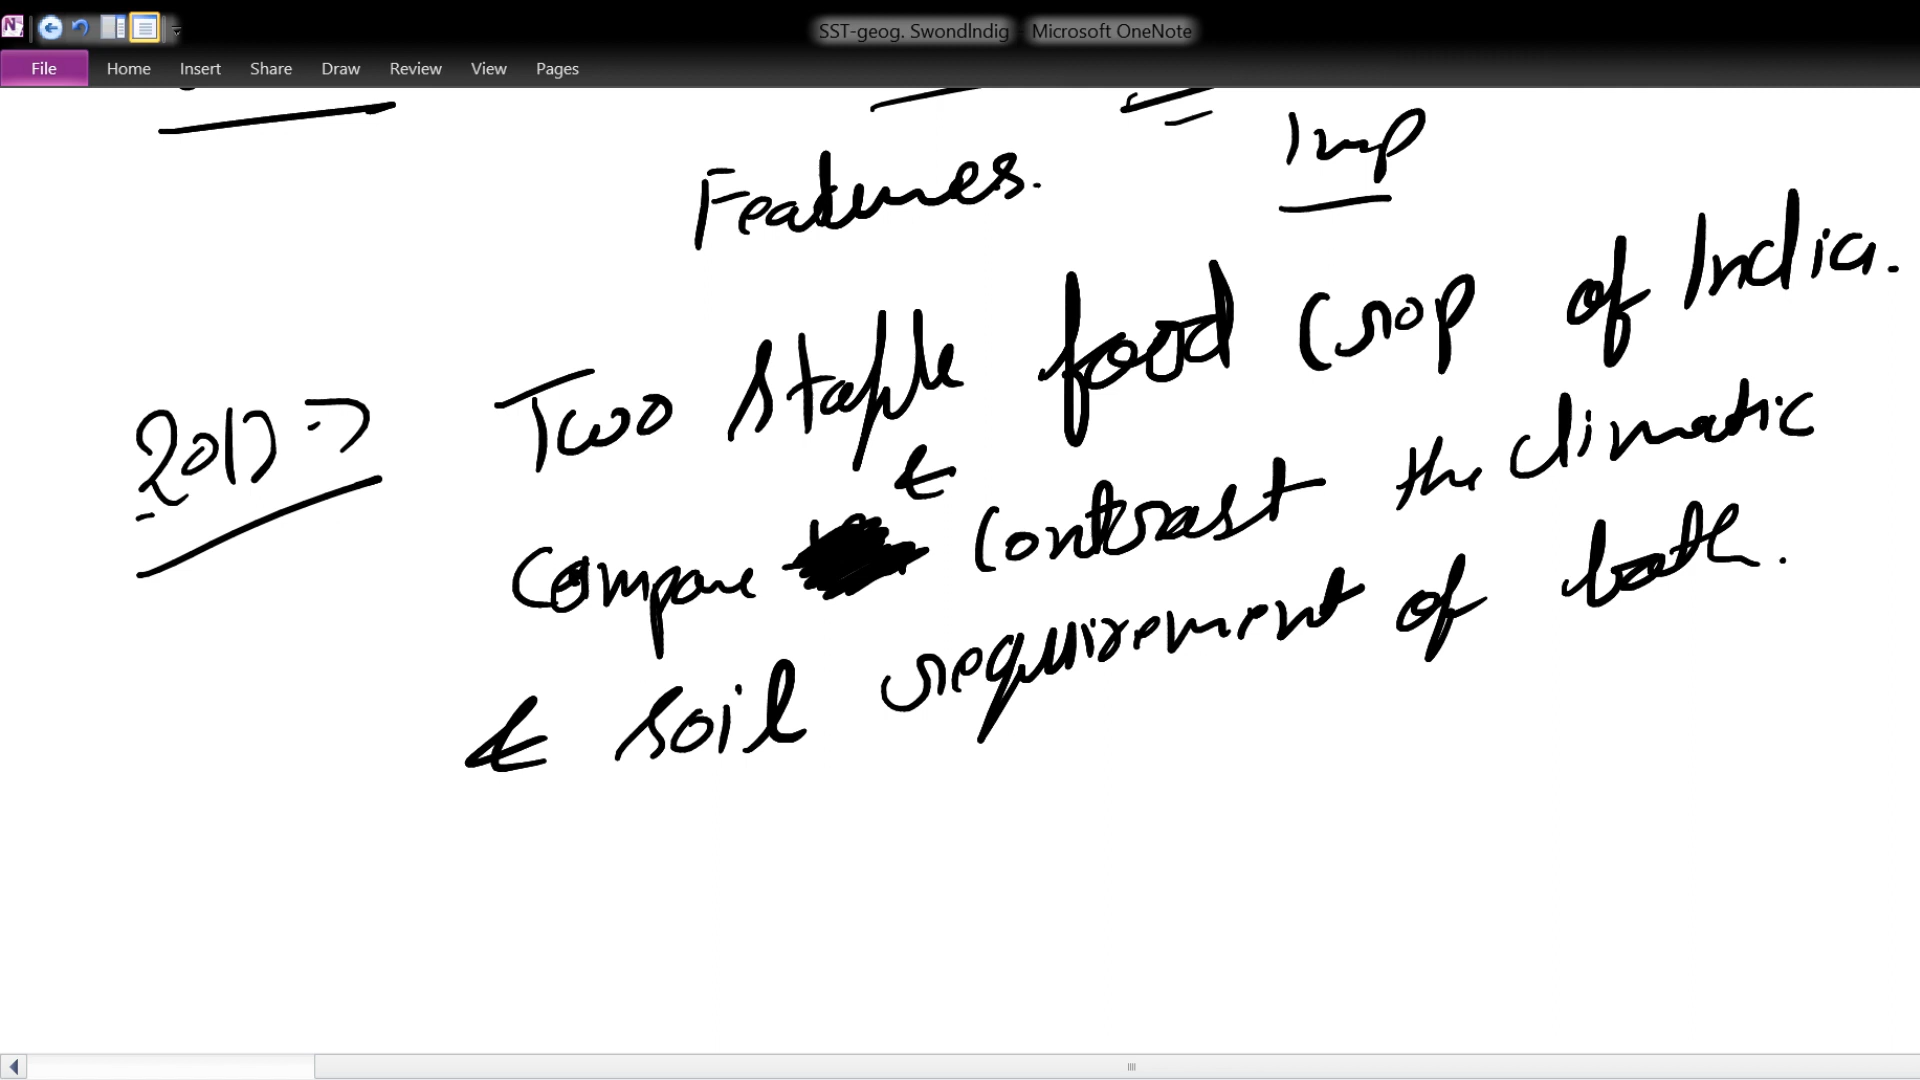 SST-geog. SwondIndig - Microsoft OneNote
File Home Insert Share Draw Review View Pages
Imp
Features.
Two staple food crop of India.
2017 =>
& 
Compare contrast the climatic
& soil requirement of both.